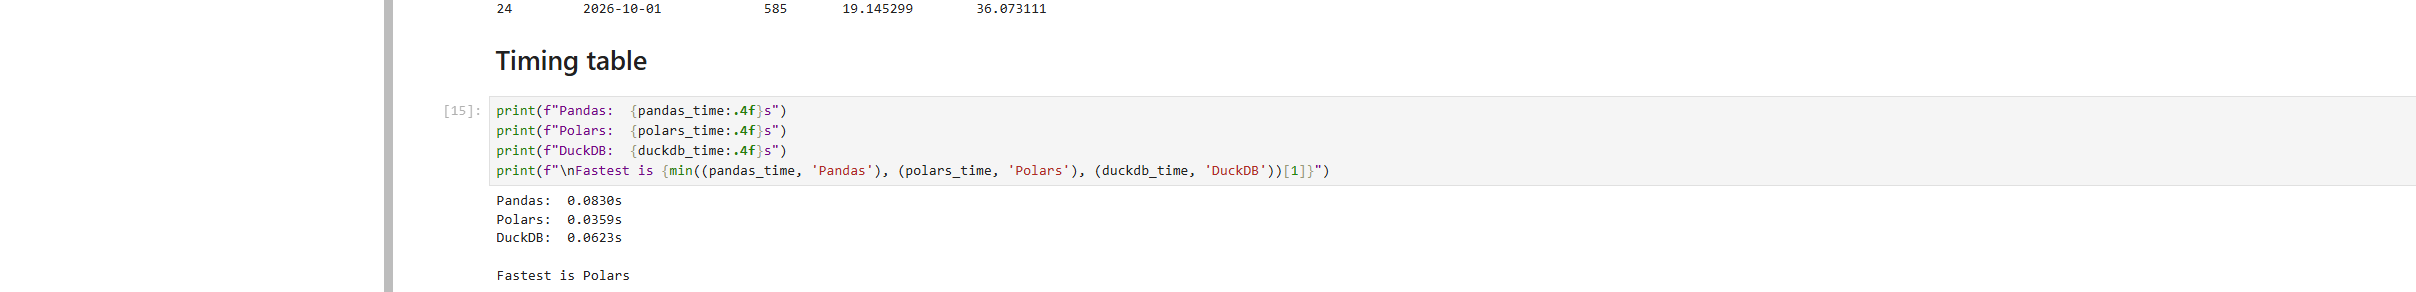 24 2026-10-01 585 19.145299 36.073111
Timing table
[15]: print(f"Pandas:  {pandas_time:.4f}s")
print(f"Polars:  {polars_time:.4f}s")
print(f"DuckDB:  {duckdb_time:.4f}s")
print(f"\nFastest is {min((pandas_time, 'Pandas'), (polars_time, 'Polars'), (duckdb_time, 'DuckDB'))[1]}")
Pandas:  0.0830s
Polars:  0.0359s
DuckDB:  0.0623s
Fastest is Polars